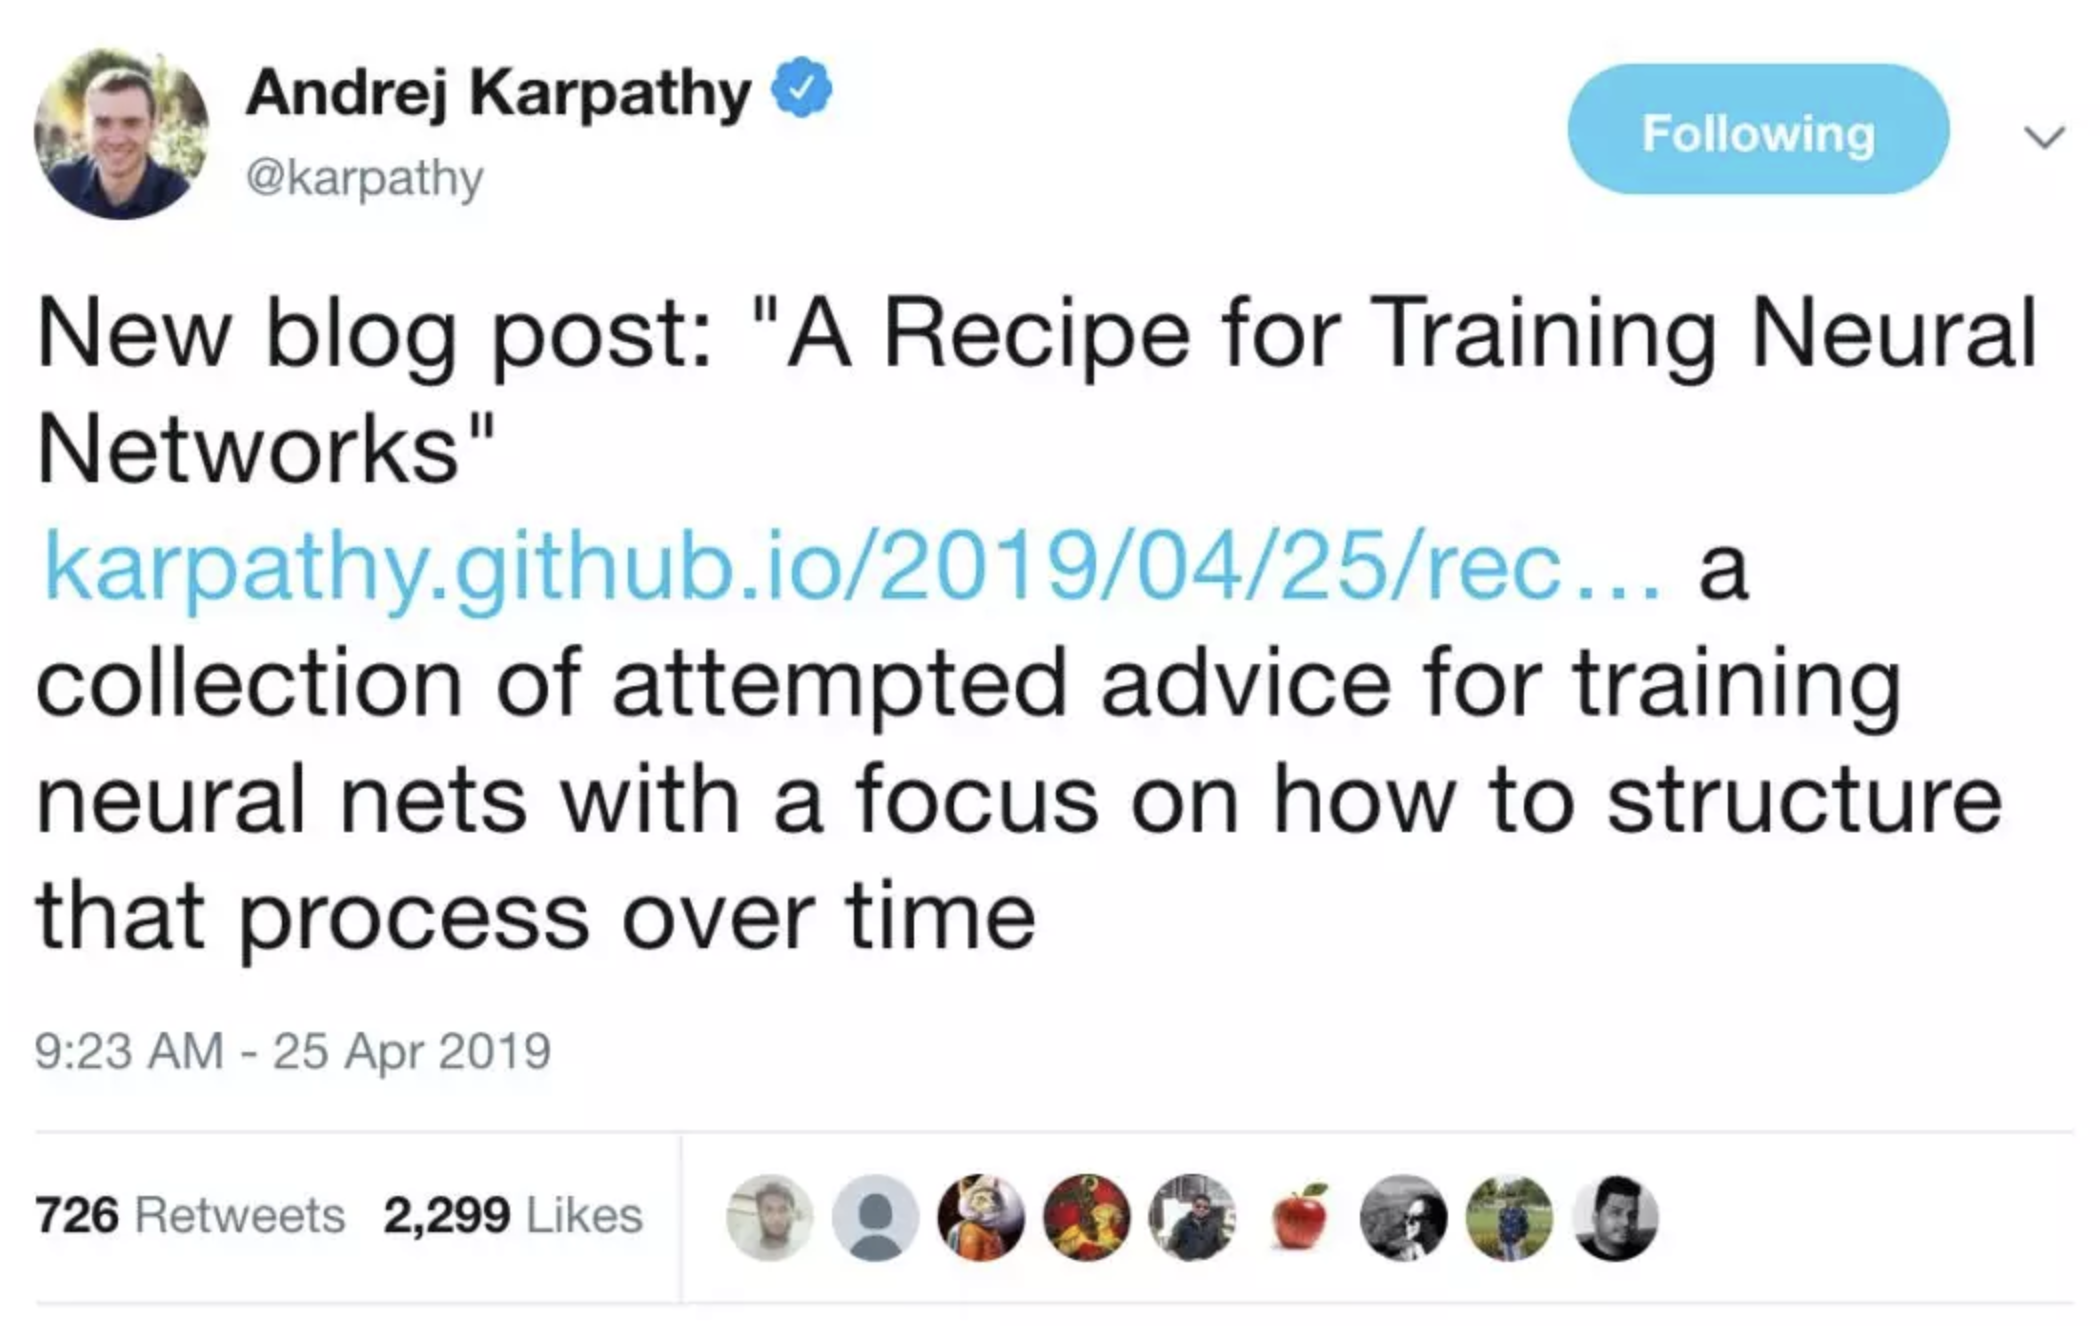 Andrej Karpathy
@karpathy
Following
New blog post: "A Recipe for Training Neural
Networks"
karpathy.github.io/2019/04/25/rec… a
collection of attempted advice for training
neural nets with a focus on how to structure
that process over time
9:23 AM - 25 Apr 2019
726 Retweets 2,299 Likes